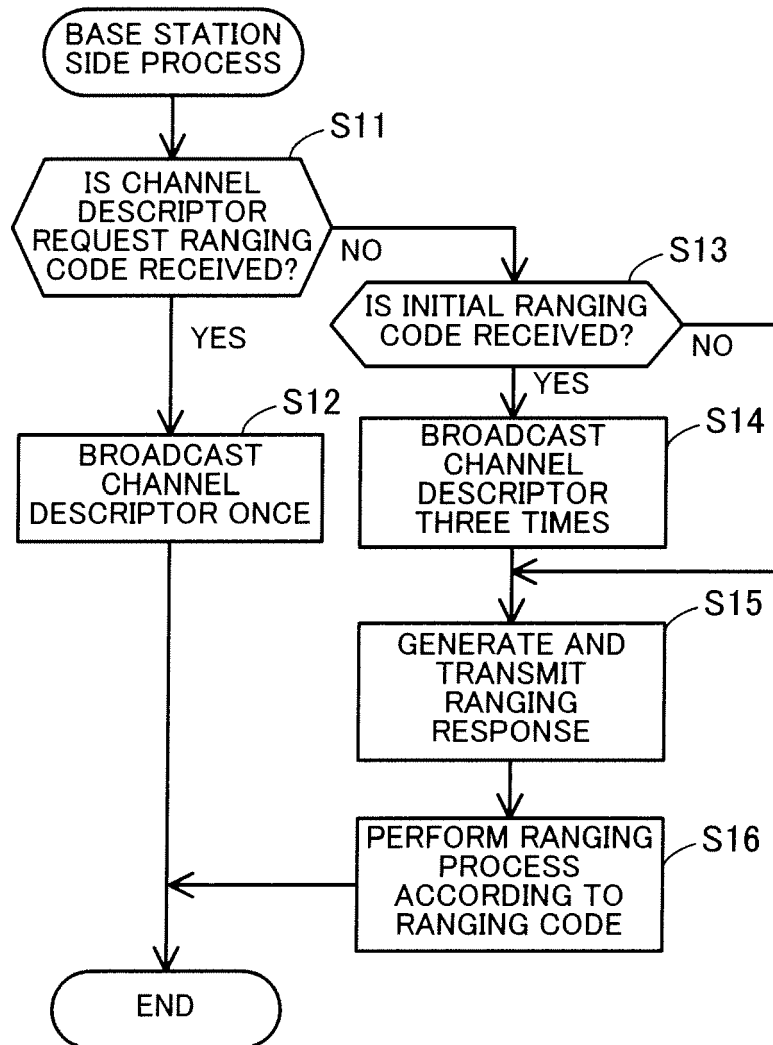 BASE STATION
SIDE PROCESS
S11
IS CHANNEL
DESCRIPTOR
REQUEST RANGING
CODE RECEIVED?
NO
YES
S13
IS INITIAL RANGING
CODE RECEIVED?
NO
YES
S12
BROADCAST
CHANNEL
DESCRIPTOR ONCE
S14
BROADCAST
CHANNEL
DESCRIPTOR
THREE TIMES
S15
GENERATE AND
TRANSMIT
RANGING
RESPONSE
S16
PERFORM RANGING
PROCESS
ACCORDING TO
RANGING CODE
END